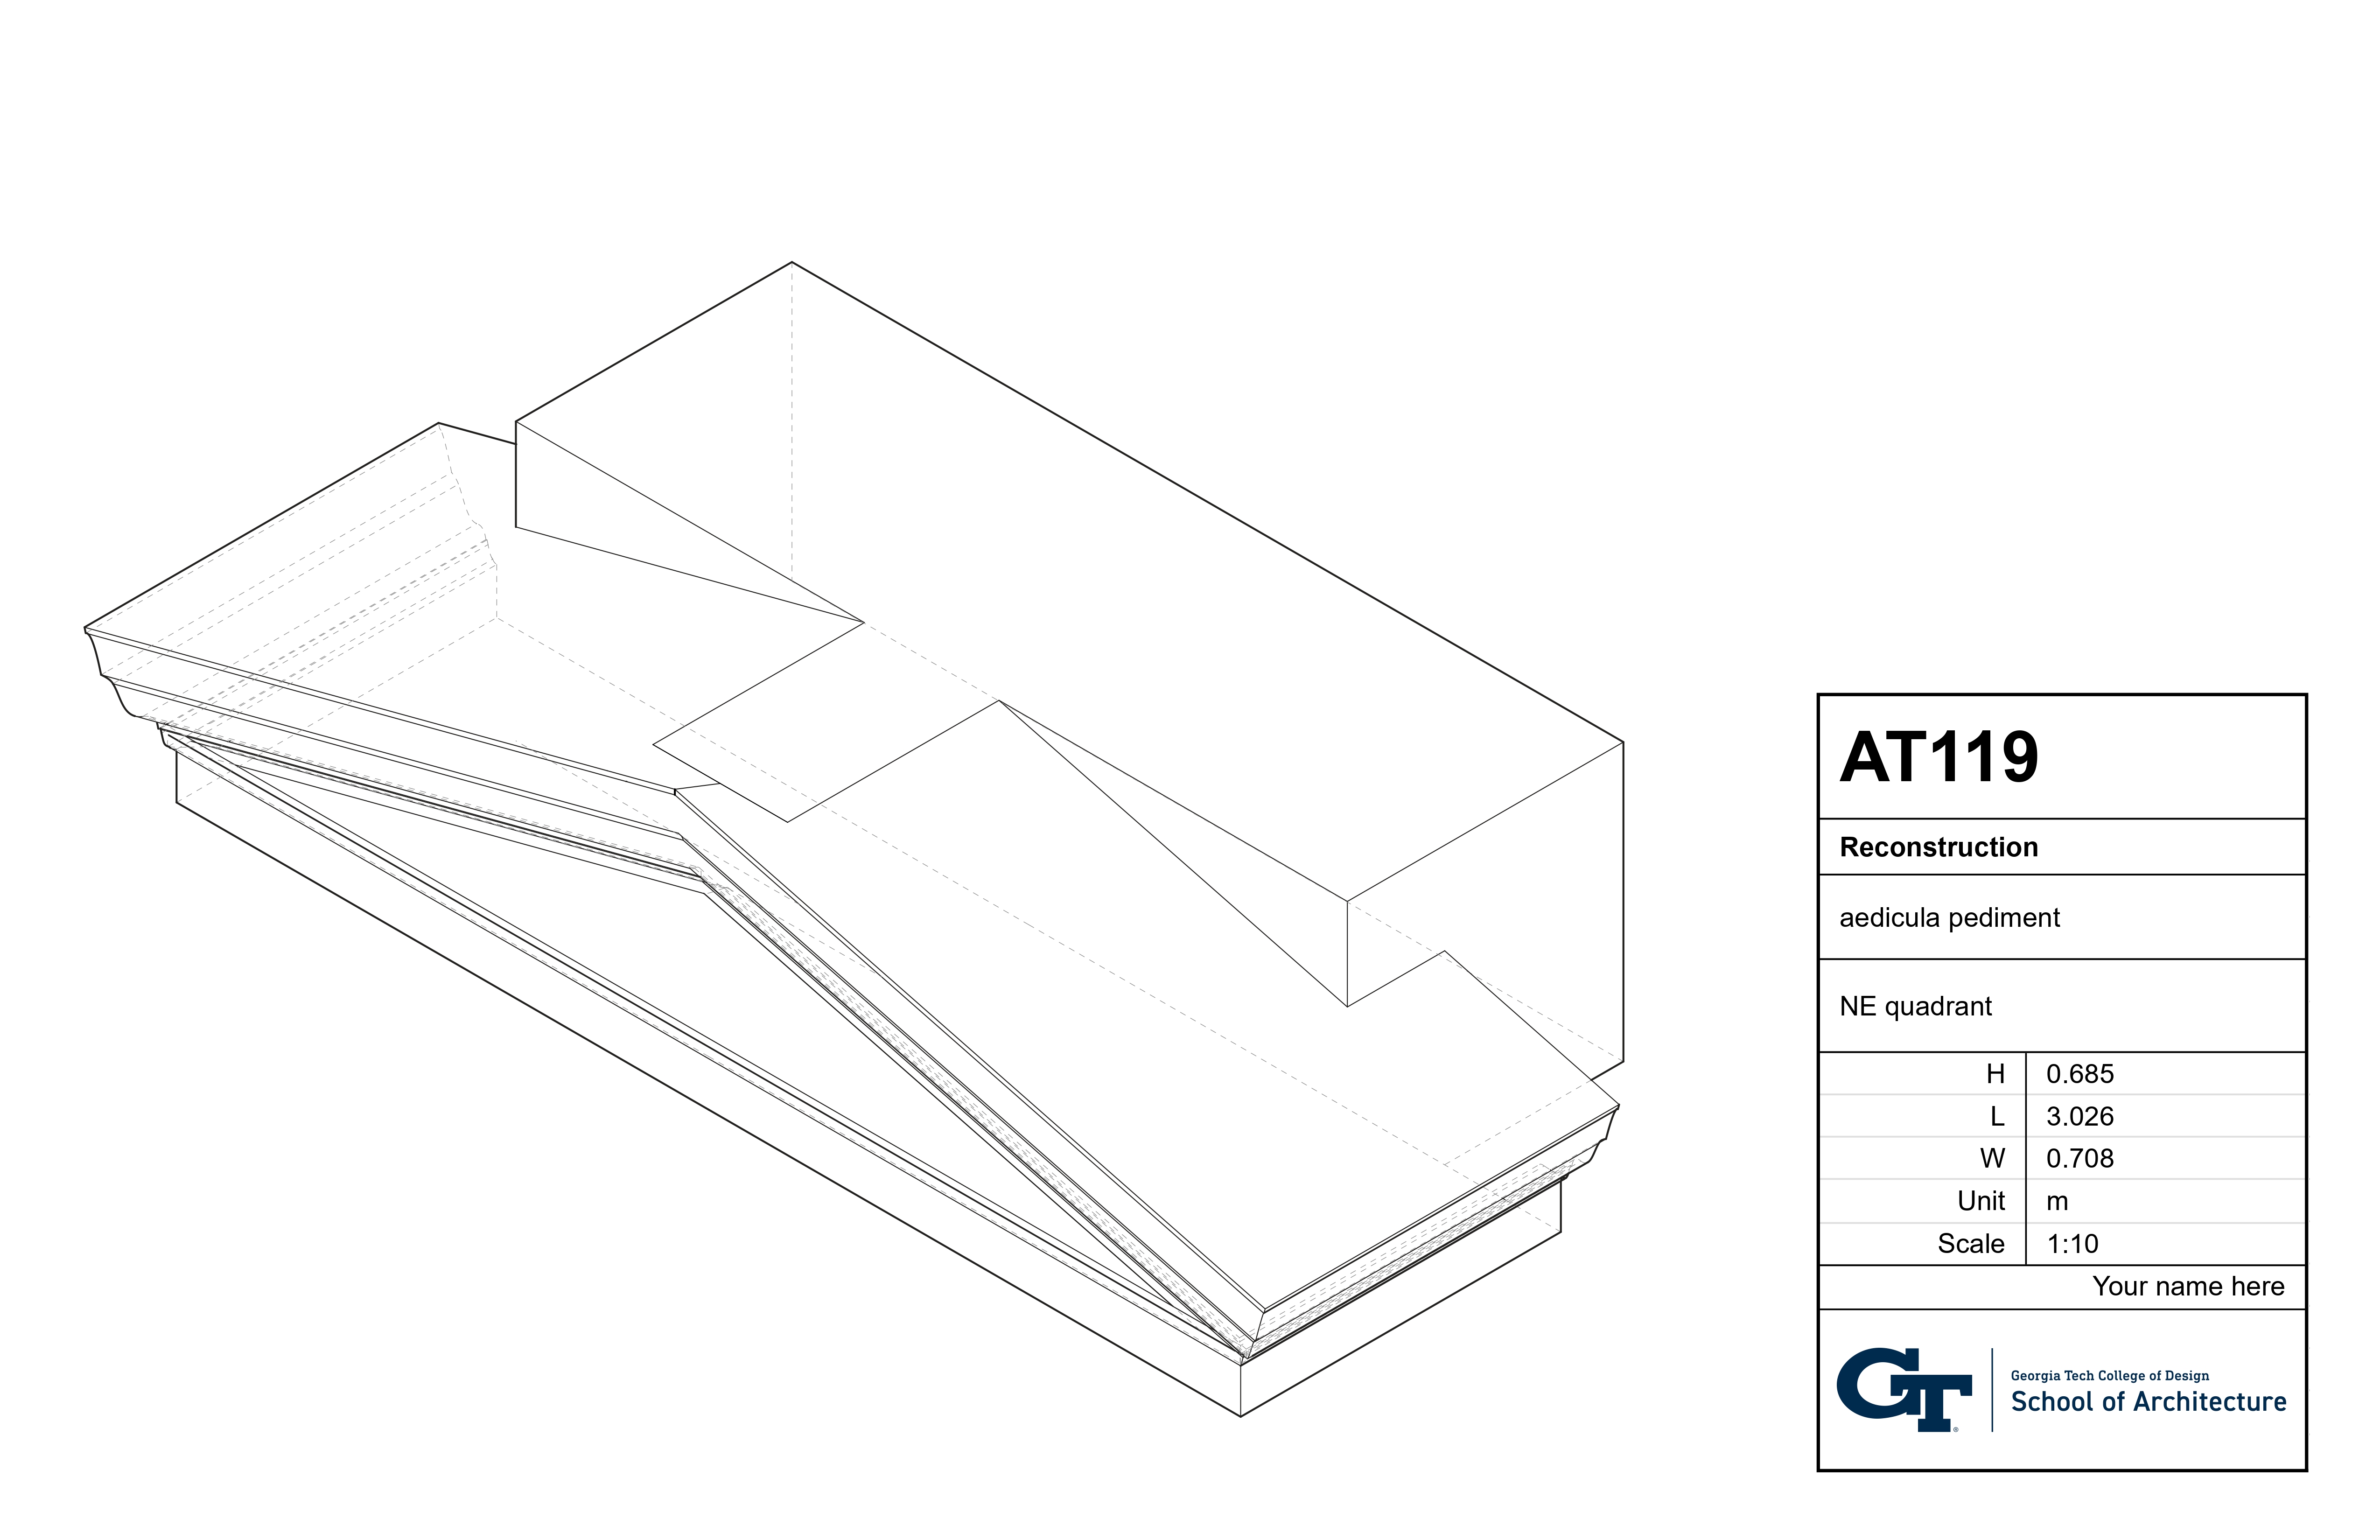 AT119
Reconstruction
aedicula pediment
NE quadrant
H 0.685
L 3.026
W 0.708
Unit m
Scale 1:10
Your name here
GT ®
Georgia Tech College of Design
School of Architecture